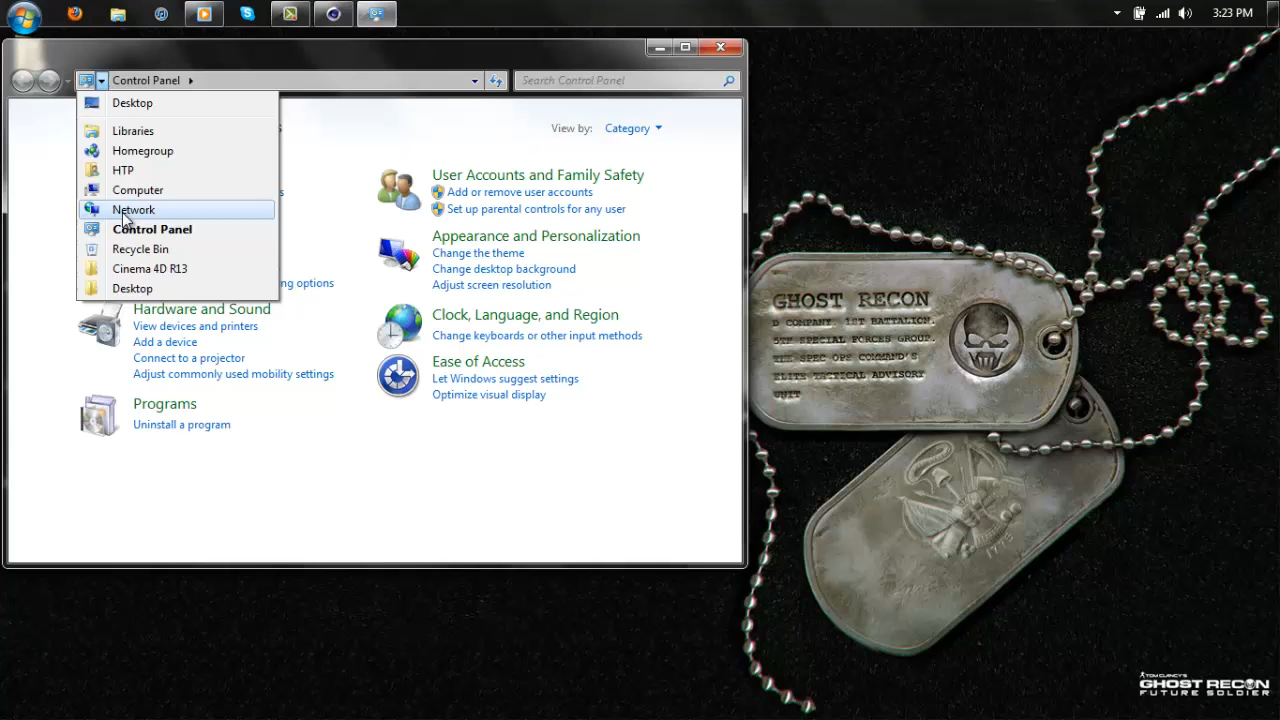 3:23 PM
Control Panel
Search Control Panel
Desktop
Libraries
Homegroup
HTP
Computer
Network
Control Panel
Recycle Bin
Cinema 4D R13
Desktop
View by: Category
User Accounts and Family Safety
Add or remove user accounts
Set up parental controls for any user
Appearance and Personalization
Change the theme
Change desktop background
Adjust screen resolution
Clock, Language, and Region
Change keyboards or other input methods
Ease of Access
Let Windows suggest settings
Optimize visual display
ing options
Hardware and Sound
View devices and printers
Add a device
Connect to a projector
Adjust commonly used mobility settings
Programs
Uninstall a program
GHOST RECON
D COMPANY, 1ST BATTALION,
5TH SPECIAL FORCES GROUP.
THE SPEC OPS COMMAND'S
ELITE TACTICAL ADVISORY
UNIT
1775
TOM CLANCY'S
GHOST RECON
FUTURE SOLDIER